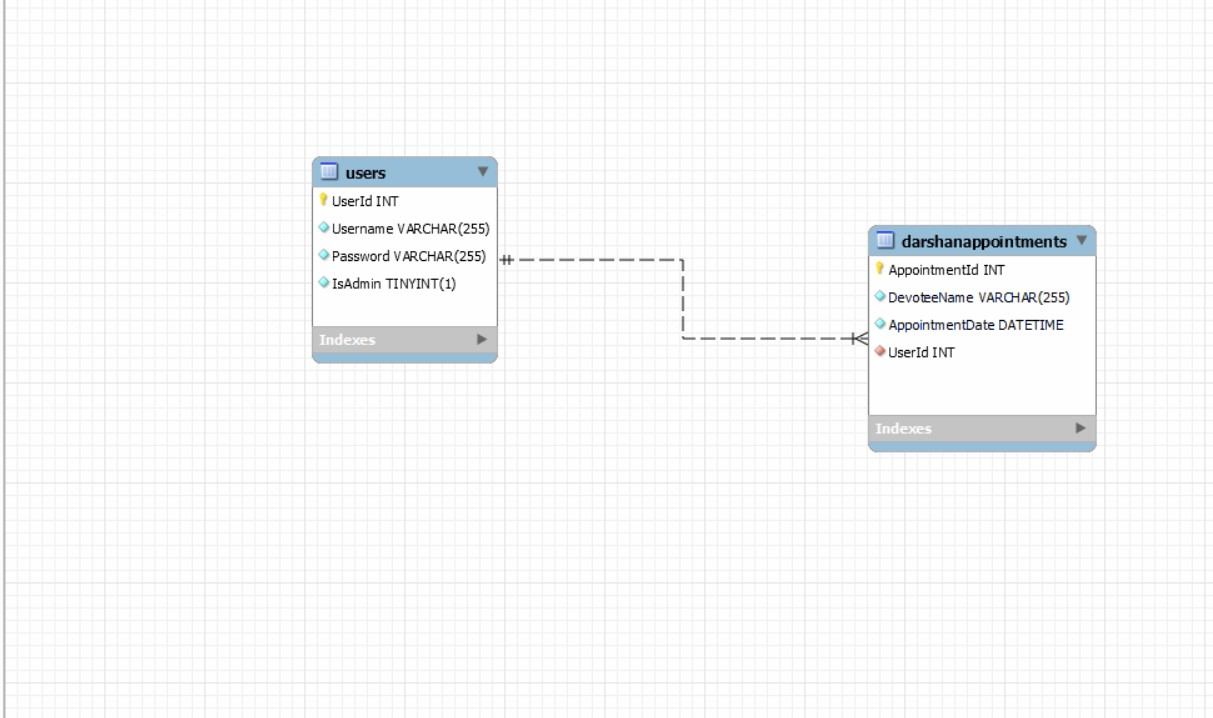 users
UserId INT
Username VARCHAR(255)
Password VARCHAR(255)
IsAdmin TINYINT(1)
Indexes
darshanappointments
AppointmentId INT
DevoteeName VARCHAR(255)
AppointmentDate DATETIME
UserId INT
Indexes